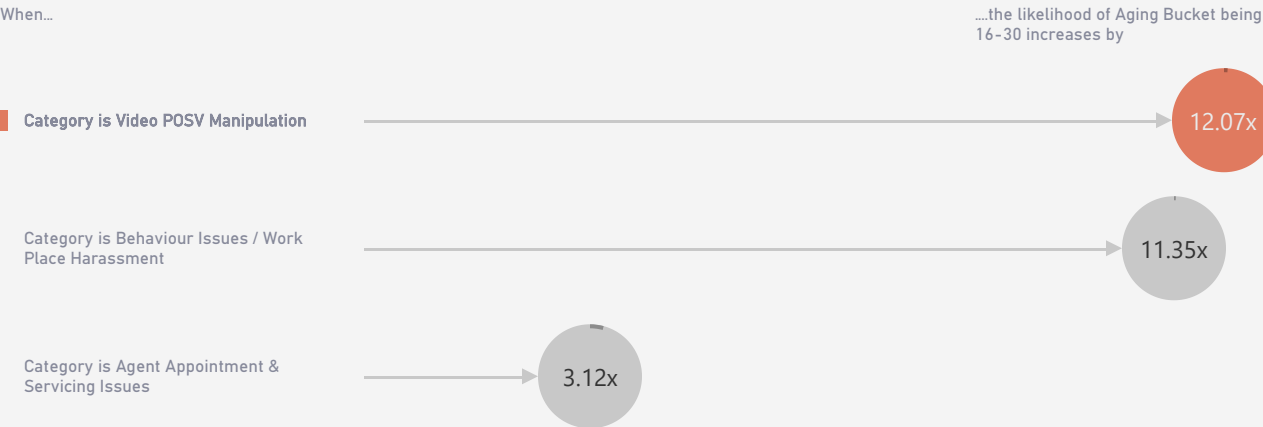 When...
....the likelihood of Aging Bucket being
16-30 increases by
Category is Video POSV Manipulation
12.07x
Category is Behaviour Issues / Work
Place Harassment
11.35x
Category is Agent Appointment &
Servicing Issues
3.12x